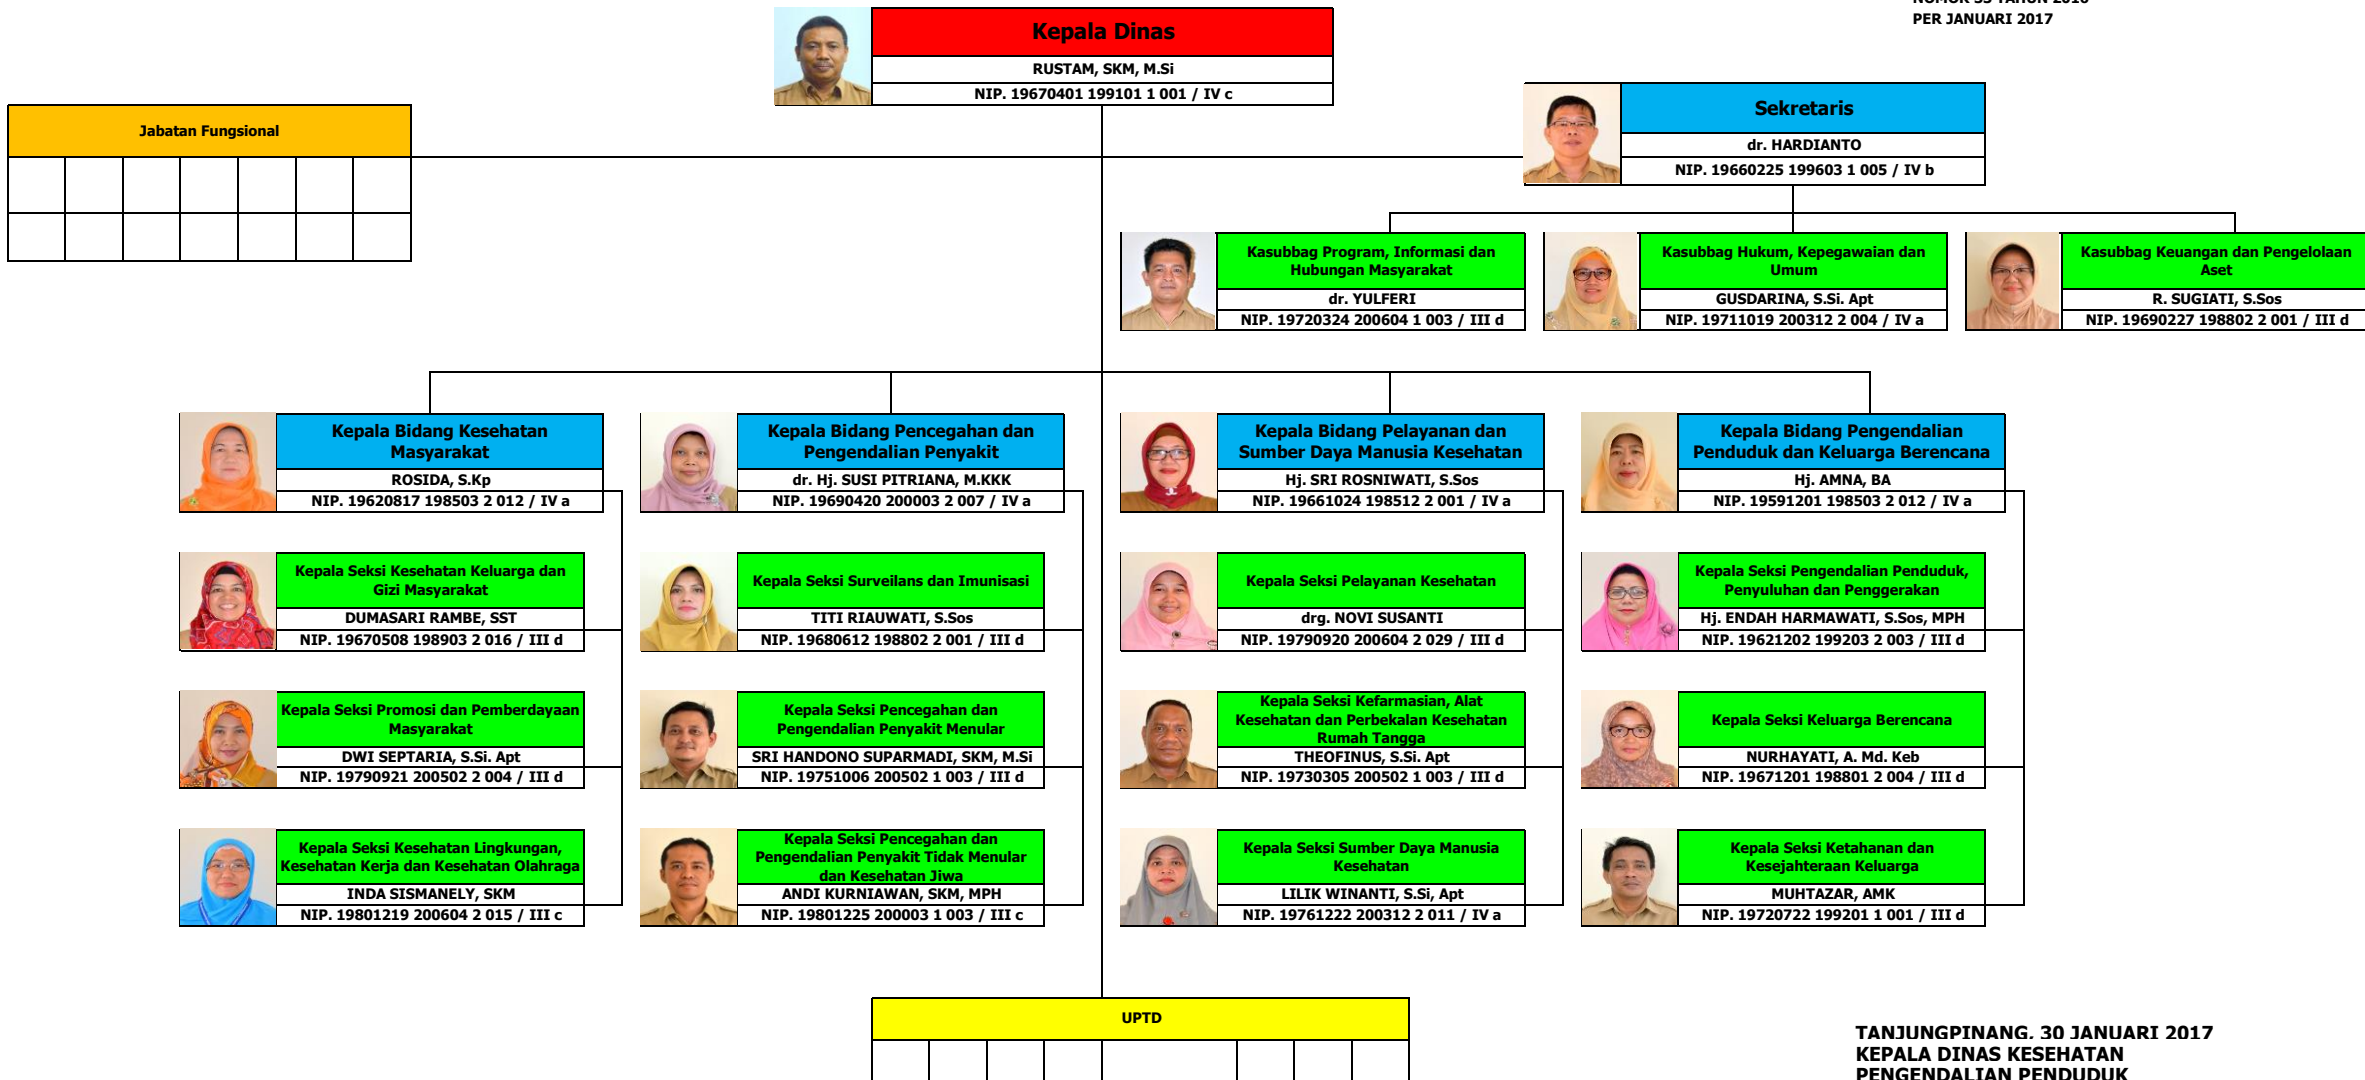 NOMOR 53 TAHUN 2016
PER JANUARI 2017
Kepala Dinas
RUSTAM, SKM, M.Si
NIP. 19670401 199101 1 001 / IV c
Jabatan Fungsional
Sekretaris
dr. HARDIANTO
NIP. 19660225 199603 1 005 / IV b
Kasubbag Program, Informasi dan
Hubungan Masyarakat
dr. YULFERI
NIP. 19720324 200604 1 003 / III d
Kasubbag Hukum, Kepegawaian dan
Umum
GUSDARINA, S.Si. Apt
NIP. 19711019 200312 2 004 / IV a
Kasubbag Keuangan dan Pengelolaan
Aset
R. SUGIATI, S.Sos
NIP. 19690227 198802 2 001 / III d
Kepala Bidang Kesehatan
Masyarakat
ROSIDA, S.Kp
NIP. 19620817 198503 2 012 / IV a
Kepala Bidang Pencegahan dan
Pengendalian Penyakit
dr. Hj. SUSI PITRIANA, M.KKK
NIP. 19690420 200003 2 007 / IV a
Kepala Bidang Pelayanan dan
Sumber Daya Manusia Kesehatan
Hj. SRI ROSNIWATI, S.Sos
NIP. 19661024 198512 2 001 / IV a
Kepala Bidang Pengendalian
Penduduk dan Keluarga Berencana
Hj. AMNA, BA
NIP. 19591201 198503 2 012 / IV a
Kepala Seksi Kesehatan Keluarga dan
Gizi Masyarakat
DUMASARI RAMBE, SST
NIP. 19670508 198903 2 016 / III d
Kepala Seksi Surveilans dan Imunisasi
TITI RIAUWATI, S.Sos
NIP. 19680612 198802 2 001 / III d
Kepala Seksi Pelayanan Kesehatan
drg. NOVI SUSANTI
NIP. 19790920 200604 2 029 / III d
Kepala Seksi Pengendalian Penduduk,
Penyuluhan dan Penggerakan
Hj. ENDAH HARMAWATI, S.Sos, MPH
NIP. 19621202 199203 2 003 / III d
Kepala Seksi Promosi dan Pemberdayaan
Masyarakat
DWI SEPTARIA, S.Si. Apt
NIP. 19790921 200502 2 004 / III d
Kepala Seksi Pencegahan dan
Pengendalian Penyakit Menular
SRI HANDONO SUPARMADI, SKM, M.Si
NIP. 19751006 200502 1 003 / III d
Kepala Seksi Kefarmasian, Alat
Kesehatan dan Perbekalan Kesehatan
Rumah Tangga
THEOFINUS, S.Si. Apt
NIP. 19730305 200502 1 003 / III d
Kepala Seksi Keluarga Berencana
NURHAYATI, A. Md. Keb
NIP. 19671201 198801 2 004 / III d
Kepala Seksi Kesehatan Lingkungan,
Kesehatan Kerja dan Kesehatan Olahraga
INDA SISMANELY, SKM
NIP. 19801219 200604 2 015 / III c
Kepala Seksi Pencegahan dan
Pengendalian Penyakit Tidak Menular
dan Kesehatan Jiwa
ANDI KURNIAWAN, SKM, MPH
NIP. 19801225 200003 1 003 / III c
Kepala Seksi Sumber Daya Manusia
Kesehatan
LILIK WINANTI, S.Si, Apt
NIP. 19761222 200312 2 011 / IV a
Kepala Seksi Ketahanan dan
Kesejahteraan Keluarga
MUHTAZAR, AMK
NIP. 19720722 199201 1 001 / III d
UPTD
TANJUNGPINANG, 30 JANUARI 2017
KEPALA DINAS KESEHATAN
PENGENDALIAN PENDUDUK